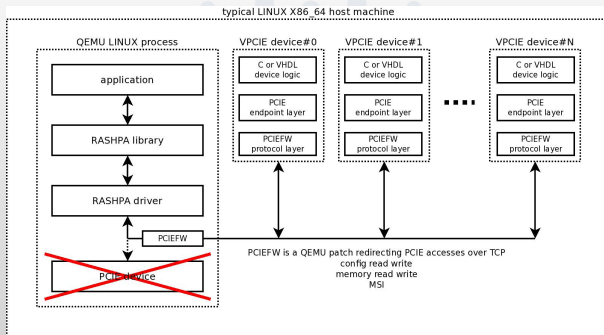 typical LINUX X86_64 host machine
QEMU LINUX process
application
RASHPA library
RASHPA driver
PCIEFW
PCIE device
VPCIE device#0
C or VHDL
device logic
PCIE
endpoint layer
PCIEFW
protocol layer
VPCIE device#1
C or VHDL
device logic
PCIE
endpoint layer
PCIEFW
protocol layer
VPCIE device#N
C or VHDL
device logic
PCIE
endpoint layer
PCIEFW
protocol layer
PCIEFW is a QEMU patch redirecting PCIE accesses over TCP
config read write
memory read write
MSI